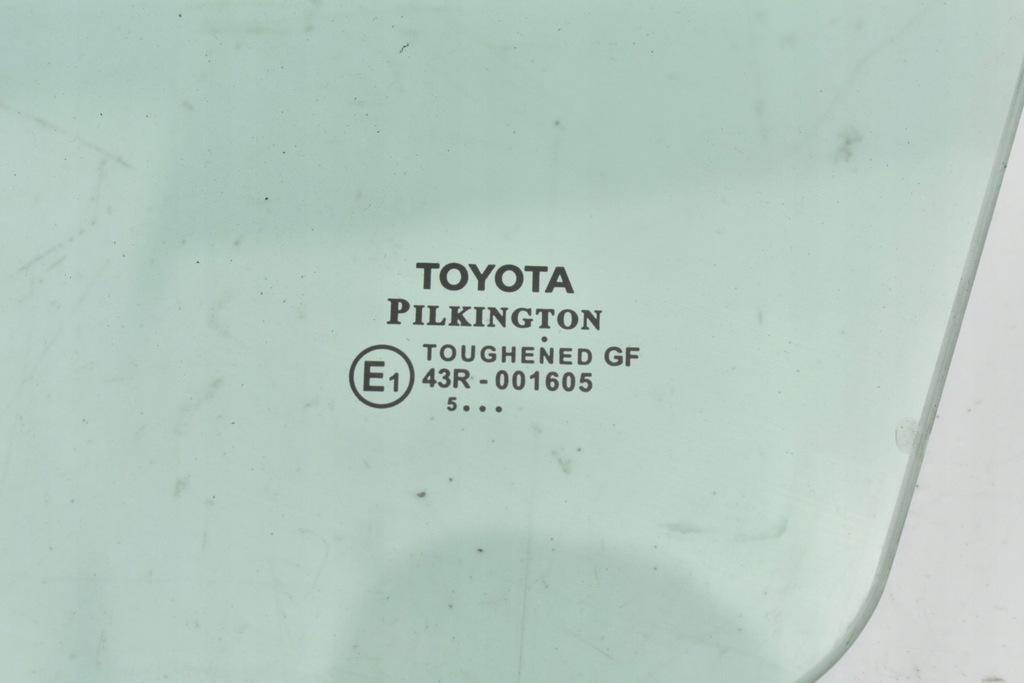 TOYOTA
PILKINGTON
TOUGHENED GF
E1 43R - 001605
5...